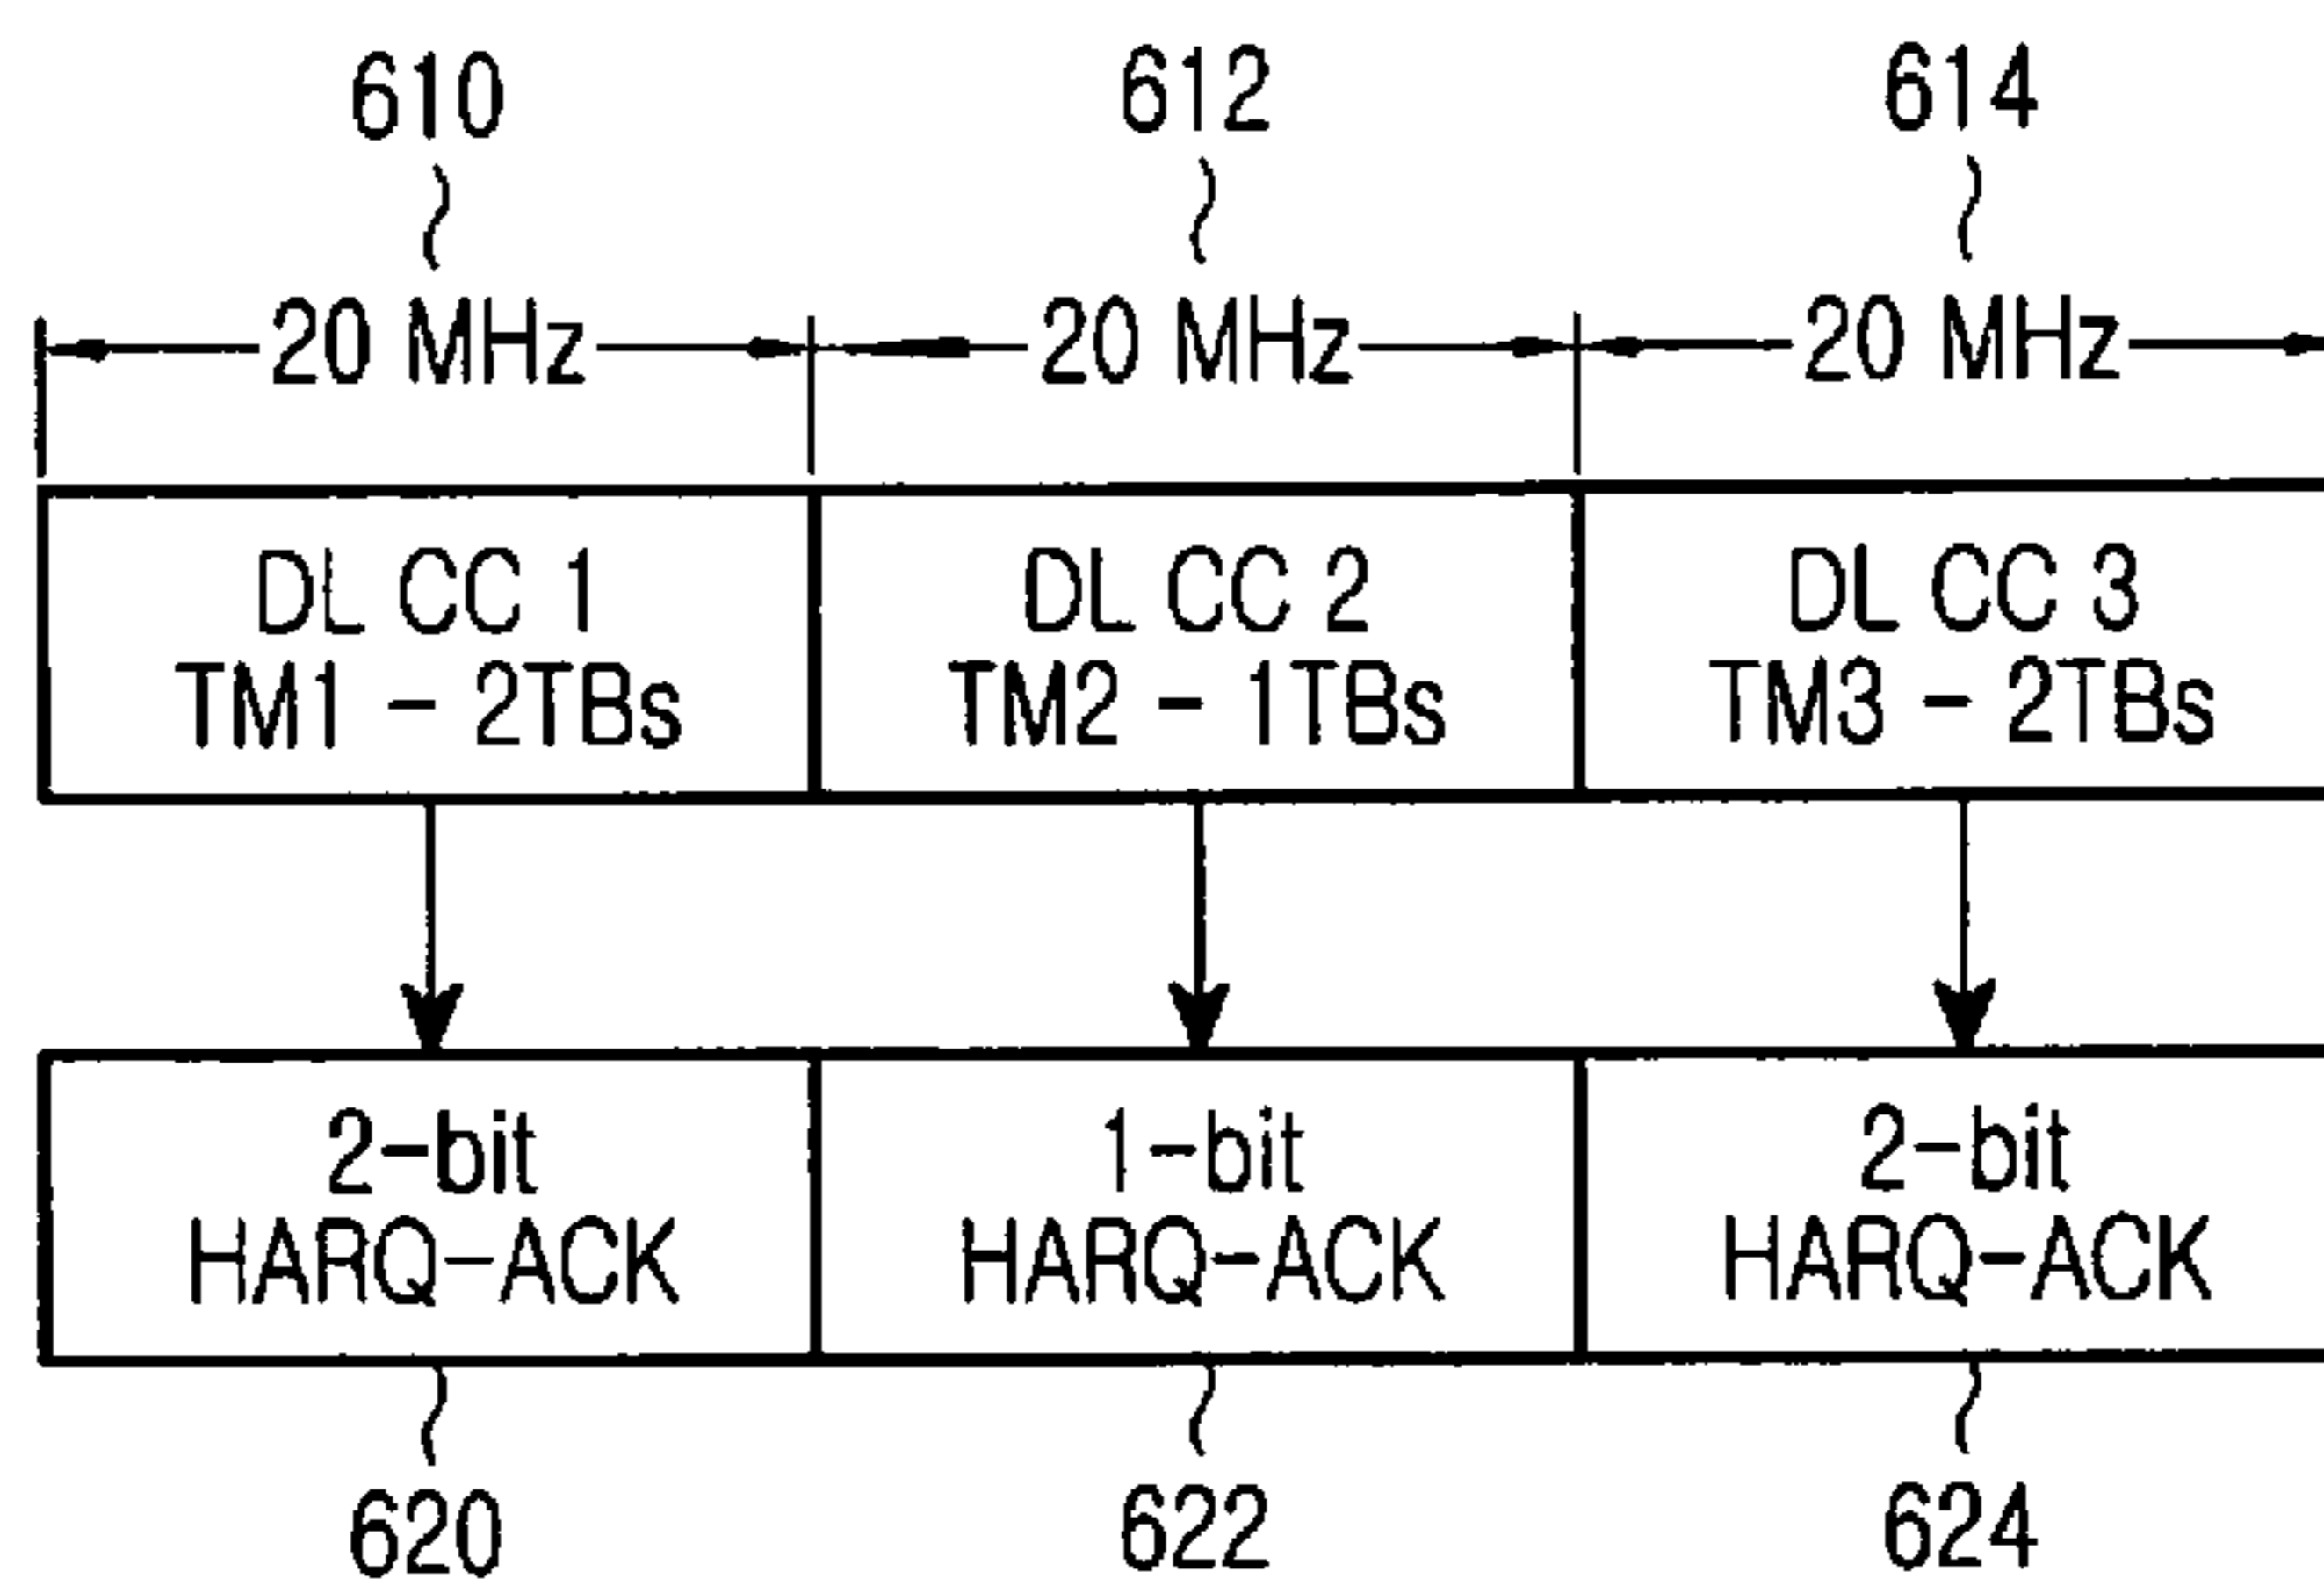 610 612 614
20 MHz 20 MHz 20 MHz
DL CC 1 DL CC 2 DL CC 3
TM1 - 2TBs TM2 - 1TBs TM3 - 2TBs
2-bit 1-bit 2-bit
HARQ-ACK HARQ-ACK HARQ-ACK
620 622 624